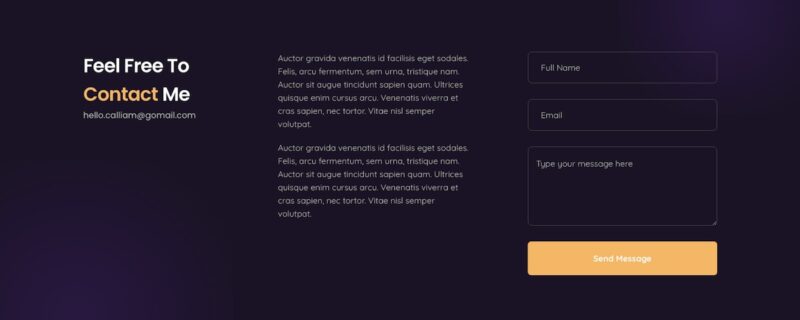 Feel Free To
Contact Me
hello.calliam@gomail.com
Auctor gravida venenatis id facilisis eget sodales.
Felis, arcu fermentum, sem urna, tristique nam.
Auctor sit augue tincidunt sapien quam. Ultrices
quisque enim cursus arcu. Venenatis viverra et
cras sapien, nec tortor. Vitae nisl semper
volutpat.
Auctor gravida venenatis id facilisis eget sodales.
Felis, arcu fermentum, sem urna, tristique nam.
Auctor sit augue tincidunt sapien quam. Ultrices
quisque enim cursus arcu. Venenatis viverra et
cras sapien, nec tortor. Vitae nisl semper
volutpat.
Full Name
Email
Type your message here
Send Message